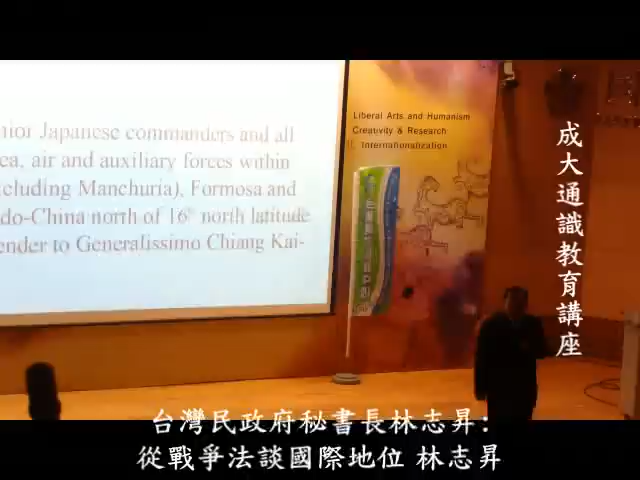 nior Japanese commanders and all
ea, air and auxiliary forces within
cluding Manchuria), Formosa and
do-China north of 16° north latitude
ender to Generalissimo Chiang Kai-
Liberal Arts and Humanism
Creativity & Research
Internationalization
成大通識教育講座
台灣民政府秘書長林志昇:
從戰爭法談國際地位 林志昇